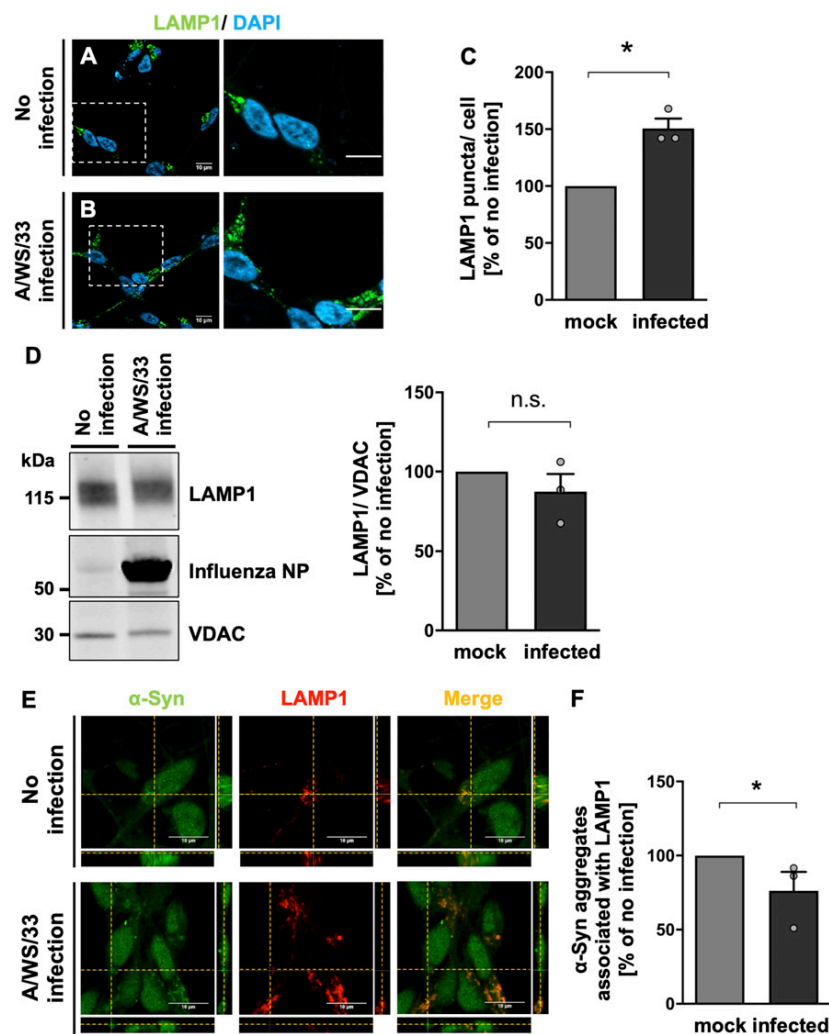 LAMP1/ DAPI
No
infection
A
10 µm
A/WS/33
infection
B
10 µm
C
LAMP1 puncta/ cell
[% of no infection]
200
150
100
50
0
*
mock infected
D
No
infection
A/WS/33
infection
kDa
115
LAMP1
50
Influenza NP
30
VDAC
LAMP1/ VDAC
[% of no infection]
150
100
50
0
n.s.
mock infected
E
α-Syn LAMP1 Merge
No
infection
10 µm
10 µm
10 µm
A/WS/33
infection
10 µm
10 µm
10 µm
F
α-Syn aggregates
associated with LAMP1
[% of no infection]
150
100
50
0
*
mock infected